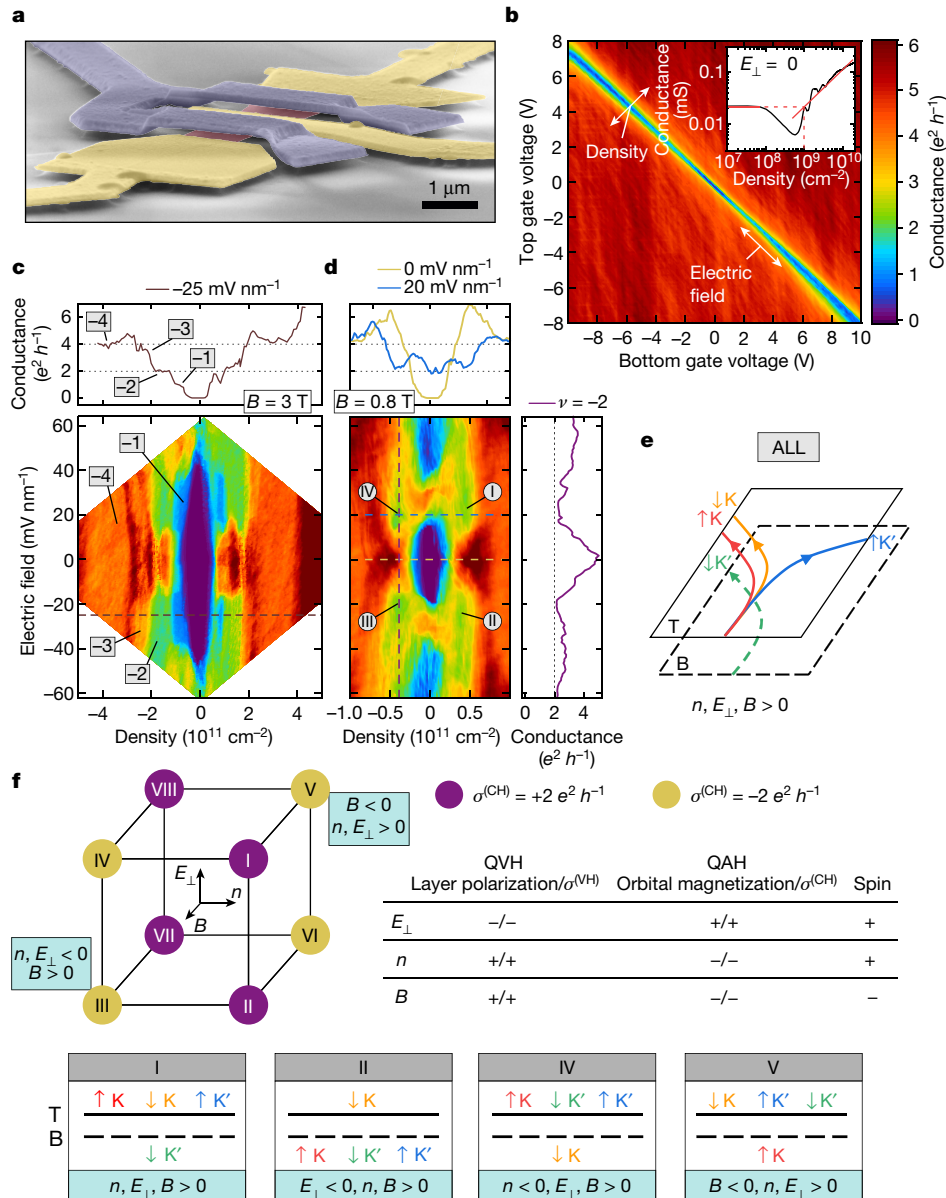 a
1 μm
b
Top gate voltage (V)
8
6
4
2
0
−2
−4
−6
−8
−8 −6 −4 −2 0 2 4 6 8 10
Bottom gate voltage (V)
Density
Electric
field
E⊥ = 0
Conductance
(mS)
0.1
0.01
10⁷ 10⁸ 10⁹ 10¹⁰
Density (cm⁻²)
6
5
4
3
2
1
0
Conductance (e² h⁻¹)
c
−25 mV nm⁻¹
Conductance
(e² h⁻¹)
6
4
2
0
−4
−3
−2
−1
B = 3 T
Electric field (mV nm⁻¹)
60
40
20
0
−20
−40
−60
−1
−4
−3
−2
−4 −2 0 2 4
Density (10¹¹ cm⁻²)
d
0 mV nm⁻¹
20 mV nm⁻¹
B = 0.8 T
IV
I
III
II
−1.0 −0.5 0 0.5
Density (10¹¹ cm⁻²)
ν = −2
0 2 4
Conductance
(e² h⁻¹)
e
ALL
↓K
↑K
↑K′
↓K′
T
B
n, E⊥, B > 0
f
VIII
V
IV
I
VII
VI
III
II
E⊥
n
B
B < 0
n, E⊥ > 0
n, E⊥ < 0
B > 0
σ(CH) = +2 e² h⁻¹
σ(CH) = −2 e² h⁻¹
QVH QAH
Layer polarization/σ(VH) Orbital magnetization/σ(CH) Spin
E⊥ −/− +/+ +
n +/+ −/− +
B +/+ −/− −
T
B
I
↑ K ↓ K ↑ K′
↓ K′
n, E⊥, B > 0
II
↓ K
↑ K ↓ K′ ↑ K′
E⊥ < 0, n, B > 0
IV
↑ K ↓ K′ ↑ K′
↓ K
n < 0, E⊥, B > 0
V
↓ K ↑ K′ ↓ K′
↑ K
B < 0, n, E⊥ > 0